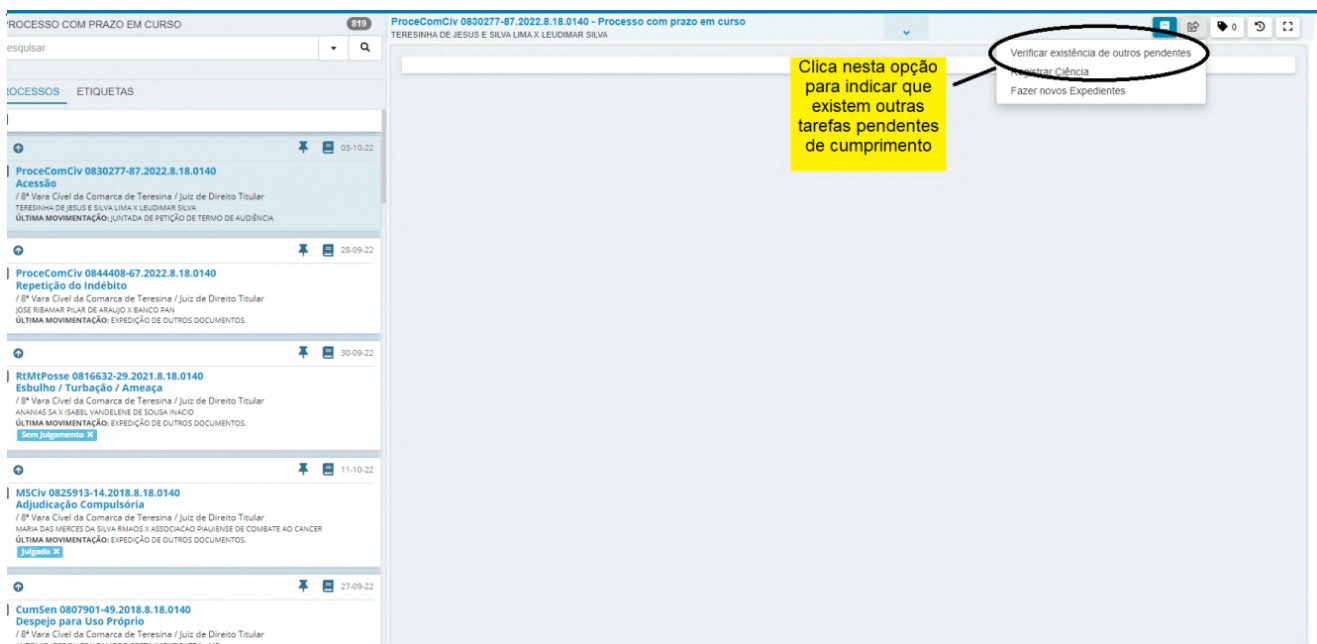 ROCESSO COM PRAZO EM CURSO
819
esquisar
OCESSOS ETIQUETAS
03-10-22
ProceComCiv 0830277-87.2022.8.18.0140
Acessão
/ 8ª Vara Cível da Comarca de Teresina / Juiz de Direito Titular
TERESINHA DE JESUS E SILVA LIMA X LEUDIMAR SILVA
ÚLTIMA MOVIMENTAÇÃO: JUNTADA DE PETIÇÃO DE TERMO DE AUDIÊNCIA
28-09-22
ProceComCiv 0844408-67.2022.8.18.0140
Repetição do Indébito
/ 8ª Vara Cível da Comarca de Teresina / Juiz de Direito Titular
JOSE RIBAMAR PILAR DE ARAUJO X BANCO PAN
ÚLTIMA MOVIMENTAÇÃO: EXPEDIÇÃO DE OUTROS DOCUMENTOS.
30-09-22
RtMtPosse 0816632-29.2021.8.18.0140
Esbulho / Turbação / Ameaça
/ 8ª Vara Cível da Comarca de Teresina / Juiz de Direito Titular
ANANIAS SA X ISABEL VANDELENE DE SOUSA INACIO
ÚLTIMA MOVIMENTAÇÃO: EXPEDIÇÃO DE OUTROS DOCUMENTOS.
Sem Julgamento X
11-10-22
MSCiv 0825913-14.2018.8.18.0140
Adjudicação Compulsória
/ 8ª Vara Cível da Comarca de Teresina / Juiz de Direito Titular
MARIA DAS MERCES DA SILVA RMAOS X ASSOCIACAO PIAUIENSE DE COMBATE AO CANCER
ÚLTIMA MOVIMENTAÇÃO: EXPEDIÇÃO DE OUTROS DOCUMENTOS.
Julgado X
27-09-22
CumSen 0807901-49.2018.8.18.0140
Despejo para Uso Próprio
/ 8ª Vara Cível da Comarca de Teresina / Juiz de Direito Titular
ProceComCiv 0830277-87.2022.8.18.0140 - Processo com prazo em curso
TERESINHA DE JESUS E SILVA LIMA X LEUDIMAR SILVA
0
Verificar existência de outros pendentes
Registrar Ciência
Fazer novos Expedientes
Clica nesta opção
para indicar que
existem outras
tarefas pendentes
de cumprimento